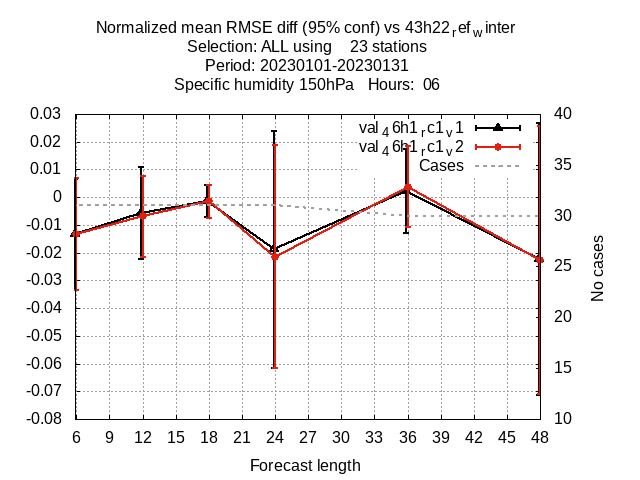 Normalized mean RMSE diff (95% conf) vs 43h22refwinter
Selection: ALL using 23 stations
Period: 20230101-20230131
Specific humidity 150hPa Hours: 06
0.03
0.02
0.01
0
-0.01
-0.02
-0.03
-0.04
-0.05
-0.06
-0.07
-0.08
val46h1rc1v1
val46h1rc1v2
Cases
40
35
30
25
20
15
10
No cases
6 9 12 15 18 21 24 27 30 33 36 39 42 45 48
Forecast length